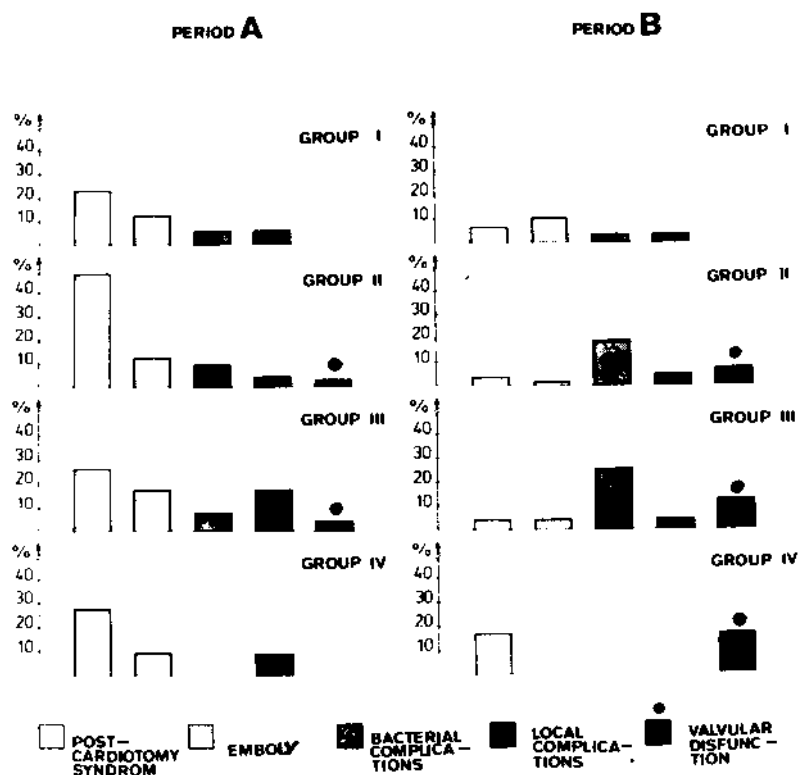 PERIOD A
PERIOD B
%
40
30
20
10
GROUP I
%
40
30
20
10
GROUP I
%
40
30
20
10
GROUP II
%
40
30
20
10
GROUP II
%
40
30
20
10
GROUP III
%
40
30
20
10
GROUP III
%
40
30
20
10
GROUP IV
%
40
30
20
10
GROUP IV
POST-
CARDIOTOMY
SYNDROM
EMBOLY
BACTERIAL
COMPLICA-
TIONS
LOCAL
COMPLICA-
TIONS
VALVULAR
DISFUNC-
TION